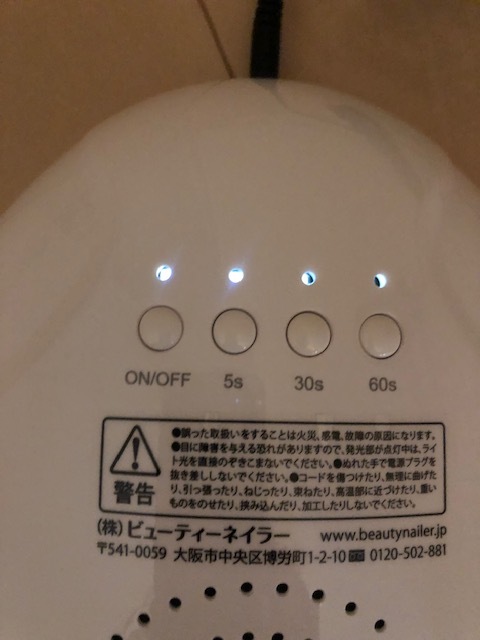 ON/OFF 5s 30s 60s
●誤った取扱いをすることは火災、感電、故障の原因になります。
●目に障害を与える恐れがありますので、発光部が点灯中は、ライ
ト光を直接のぞきこまないでください。●ぬれた手で電源プラグを
抜き差ししないでください。●コードを傷つけたり、無理に曲げた
り、引っ張ったり、ねじったり、束ねたり、高温部に近づけたり、重い
ものをのせたり、挟み込んだり、加工したりしないでください。
警告
(株)ビューティーネイラー www.beautynailer.jp
〒541-0059 大阪市中央区博労町1-2-10 0120-502-881